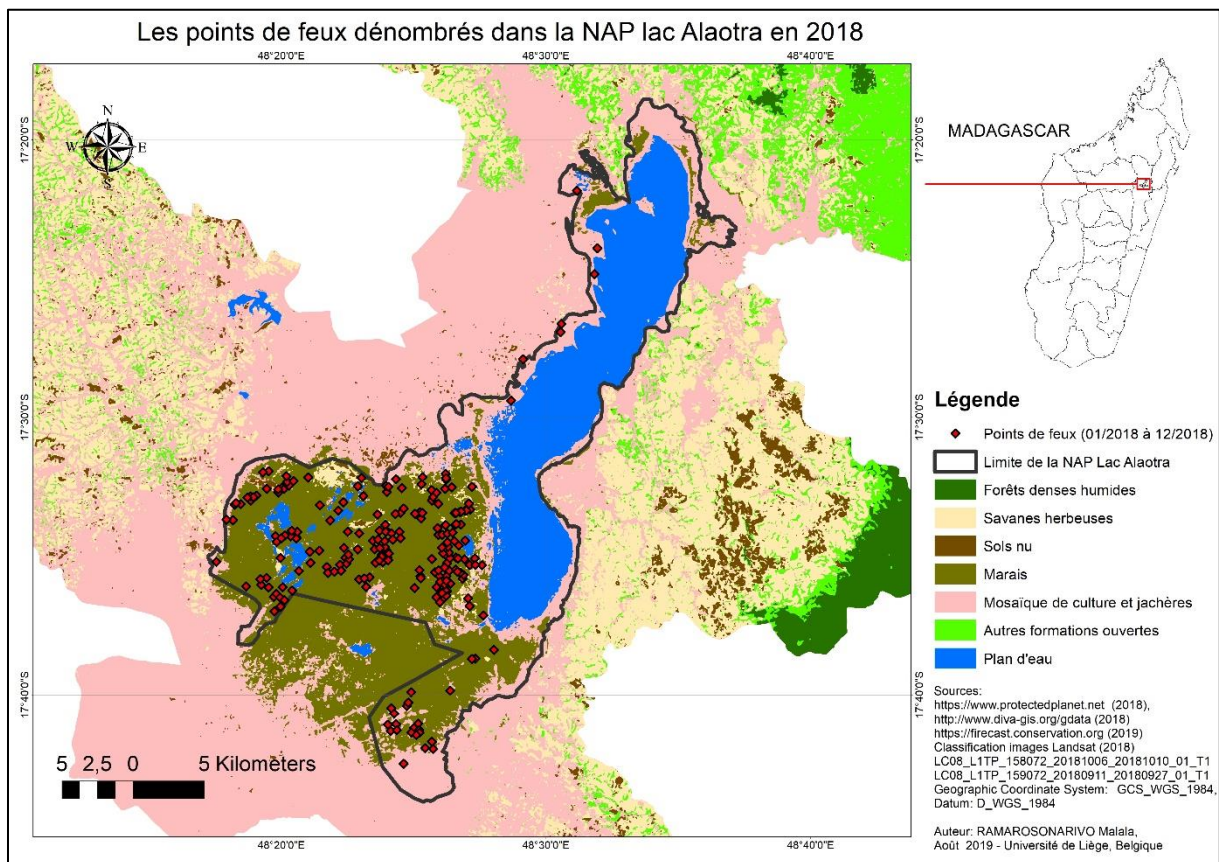 Les points de feux dénombrés dans la NAP lac Alaotra en 2018
48°20'0"E 48°30'0"E 48°40'0"E
N
W E
S
17°20'0"S 17°20'0"S
17°30'0"S 17°30'0"S
17°40'0"S 17°40'0"S
5 2,5 0 5 Kilometers
48°20'0"E 48°30'0"E 48°40'0"E
MADAGASCAR
Légende
Points de feux (01/2018 à 12/2018)
Limite de la NAP Lac Alaotra
Forêts denses humides
Savanes herbeuses
Sols nu
Marais
Mosaïque de culture et jachères
Autres formations ouvertes
Plan d'eau
Sources:
https://www.protectedplanet.net (2018),
http://www.diva-gis.org/gdata (2018)
https://firecast.conservation.org (2019)
Classification images Landsat (2018)
LC08_L1TP_158072_20181006_20181010_01_T1
LC08_L1TP_159072_20180911_20180927_01_T1
Geographic Coordinate System: GCS_WGS_1984,
Datum: D_WGS_1984
Auteur: RAMAROSONARIVO Malala,
Août 2019 - Université de Liège, Belgique